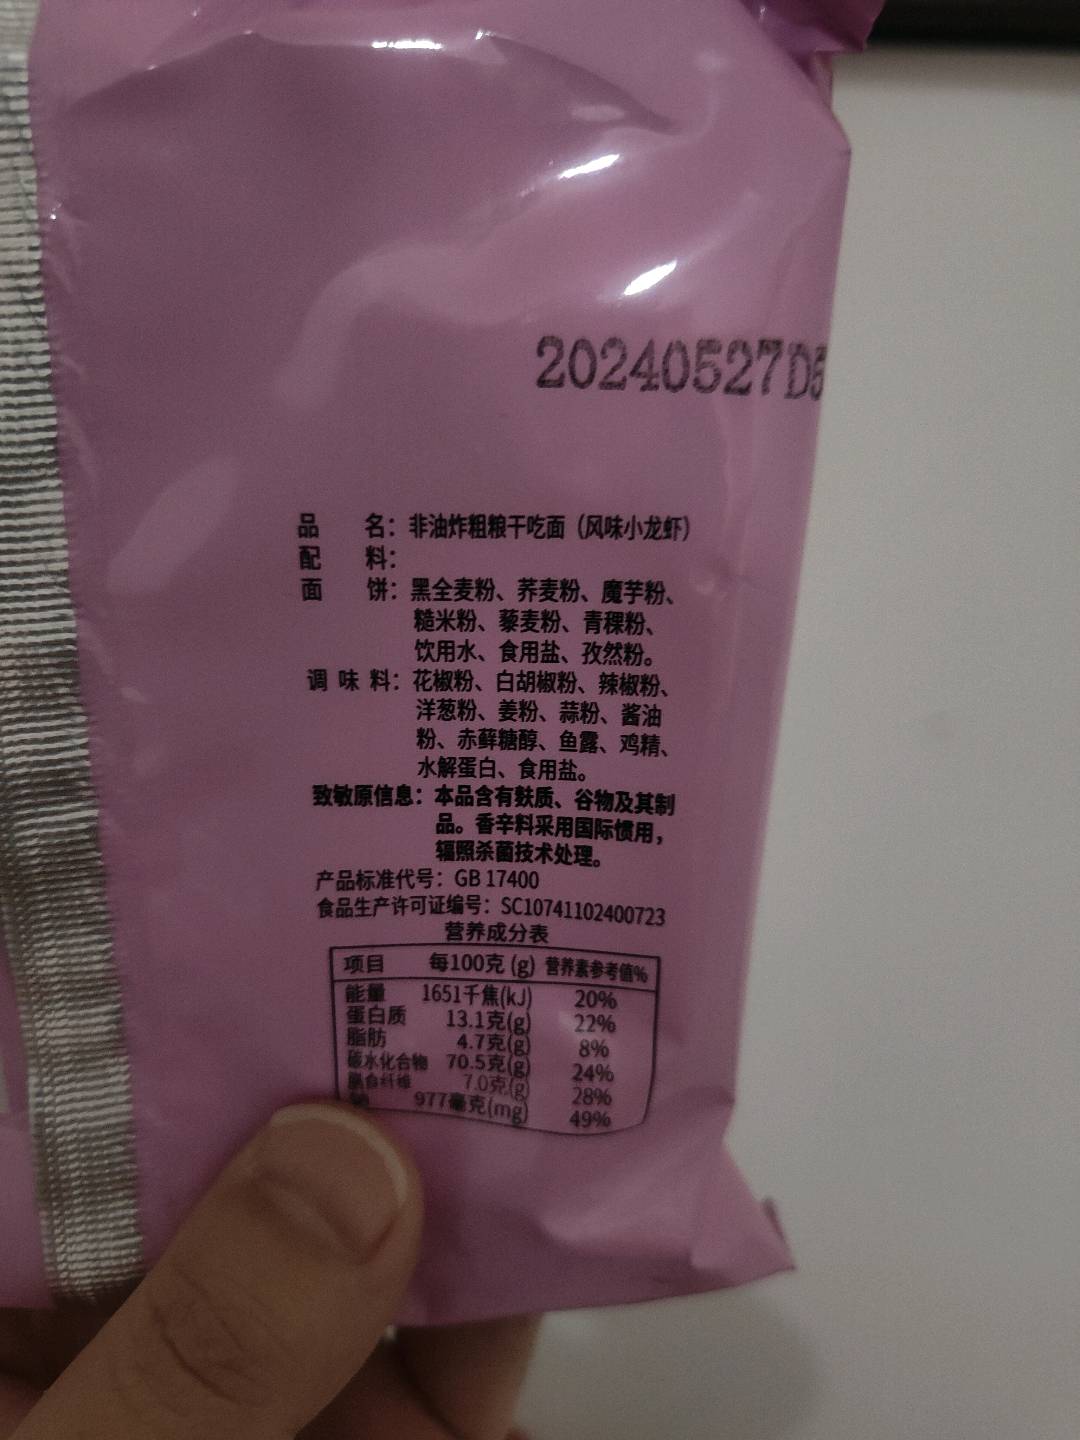 20240527D5
品 名：非油炸粗粮干吃面（风味小龙虾）
配 料：
面 饼：黑全麦粉、荞麦粉、魔芋粉、
糙米粉、藜麦粉、青稞粉、
饮用水、食用盐、孜然粉。
调 味 料：花椒粉、白胡椒粉、辣椒粉、
洋葱粉、姜粉、蒜粉、酱油
粉、赤藓糖醇、鱼露、鸡精、
水解蛋白、食用盐。
致敏原信息：本品含有麸质、谷物及其制
品。香辛料采用国际惯用，
辐照杀菌技术处理。
产品标准代号：GB 17400
食品生产许可证编号：SC10741102400723
营养成分表
项目 每100克 (g) 营养素参考值%
能量 1651千焦(kJ) 20%
蛋白质 13.1克(g) 22%
脂肪 4.7克(g) 8%
碳水化合物 70.5克(g) 24%
膳食纤维 7.0克(g) 28%
977毫克(mg) 49%